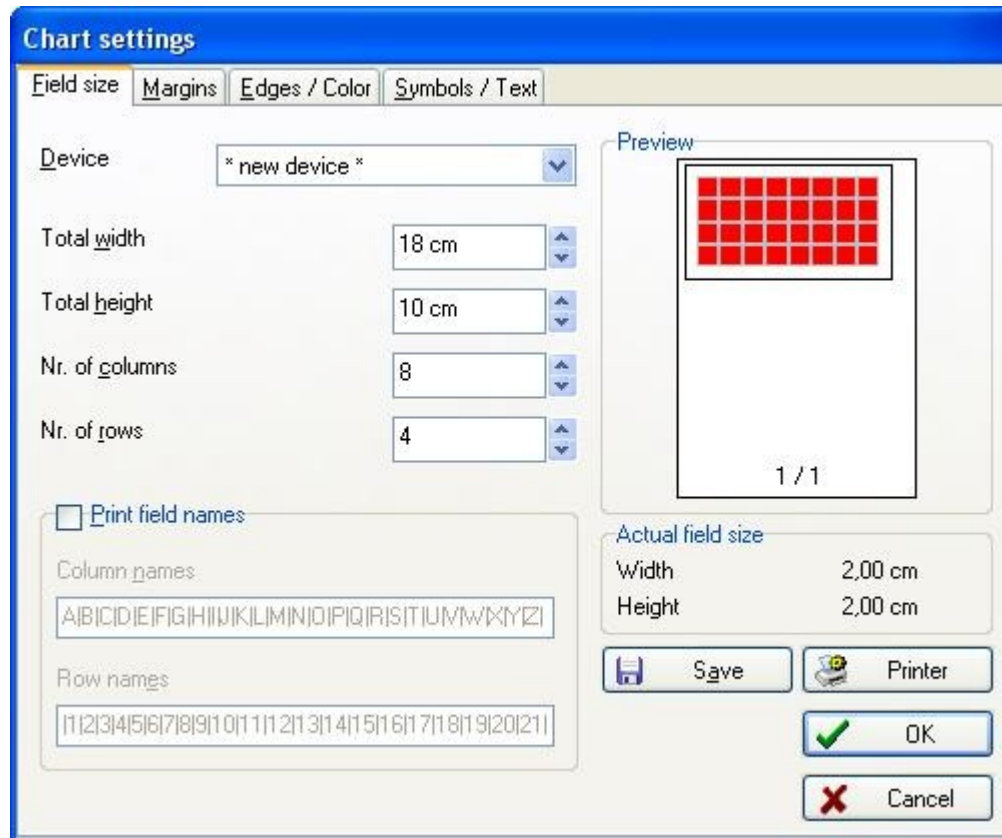 Chart settings
Field size Margins Edges / Color Symbols / Text
Device * new device *
Total width 18 cm
Total height 10 cm
Nr. of columns 8
Nr. of rows 4
Print field names
Column names
A|B|C|D|E|F|G|H|I|J|K|L|M|N|O|P|Q|R|S|T|U|V|W|X|Y|Z|
Row names
|1|2|3|4|5|6|7|8|9|10|11|12|13|14|15|16|17|18|19|20|21|
Preview
1 / 1
Actual field size
Width 2,00 cm
Height 2,00 cm
Save Printer
OK
Cancel